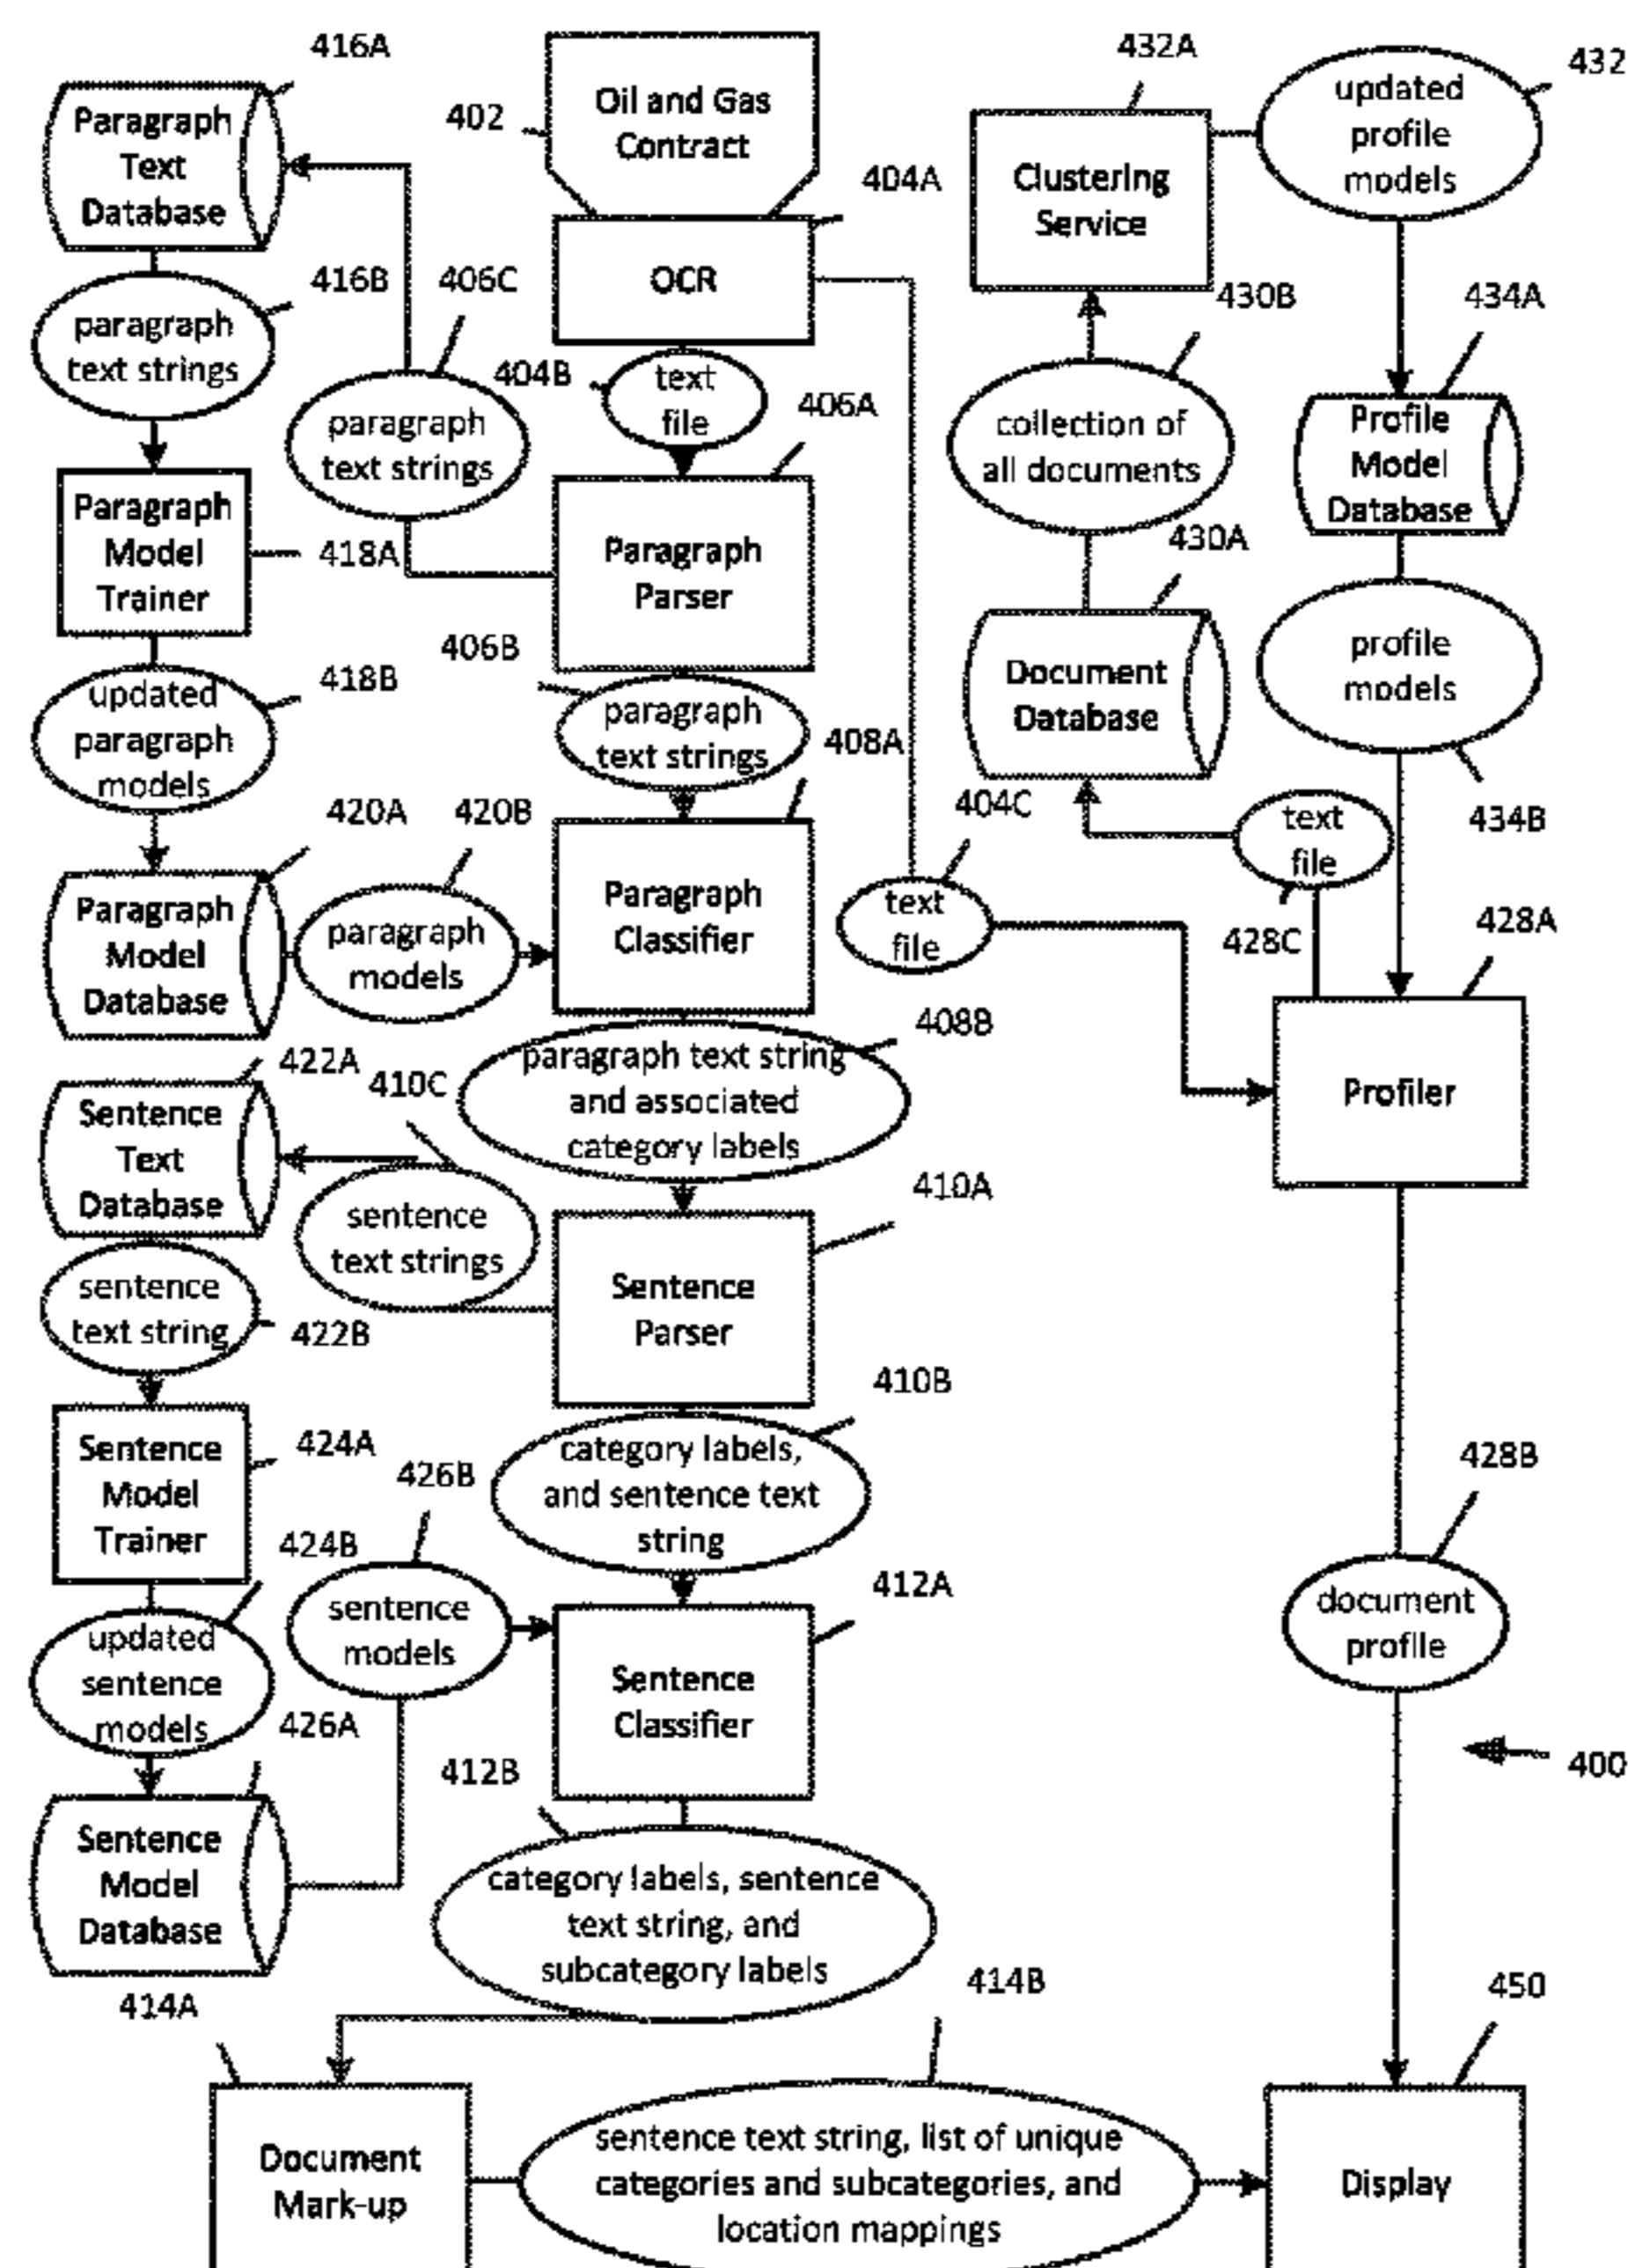 416A
Paragraph
Text
Database
416B
paragraph
text strings
Paragraph
Model
Trainer
418A
updated
paragraph
models
418B
420A
Paragraph
Model
Database
420B
paragraph
models
422A
Sentence
Text
Database
sentence
text string
422B
Sentence
Model
Trainer
424A
424B
updated
sentence
models
426A
Sentence
Model
Database
402
Oil and Gas
Contract
404A
OCR
406C
paragraph
text strings
404B
text
file
406A
Paragraph
Parser
406B
paragraph
text strings
408A
Paragraph
Classifier
408B
paragraph text string
and associated
category labels
410C
sentence
text strings
410A
Sentence
Parser
410B
category labels,
and sentence text
string
426B
sentence
models
412A
Sentence
Classifier
412B
category labels, sentence
text string, and
subcategory labels
414A
Document
Mark-up
414B
sentence text string, list of unique
categories and subcategories, and
location mappings
432A
Clustering
Service
432
updated
profile
models
430B
collection of
all documents
434A
Profile
Model
Database
430A
Document
Database
profile
models
434B
404C
text
file
text
file
428C
428A
Profiler
428B
document
profile
400
450
Display